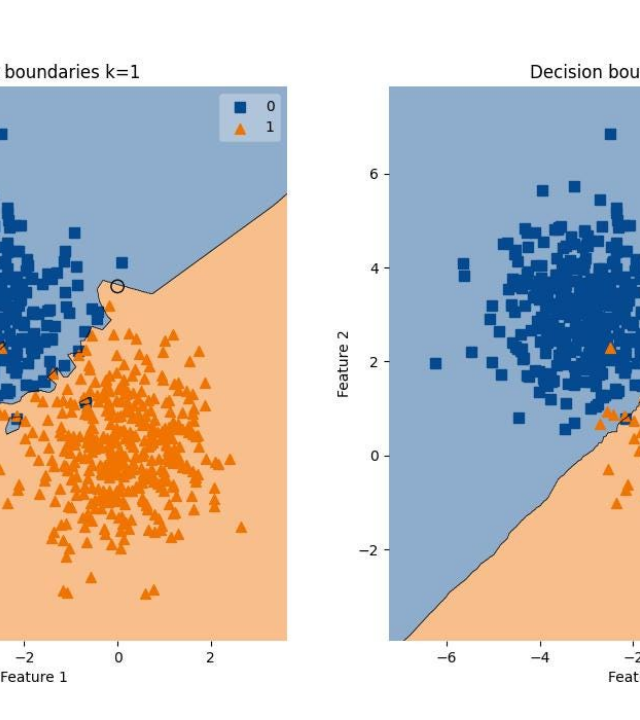 boundaries k=1
Decision bou
0
1
6
4
2
0
−2
Feature 2
−2
0
2
−6
−4
−2
Feature 1
Feat